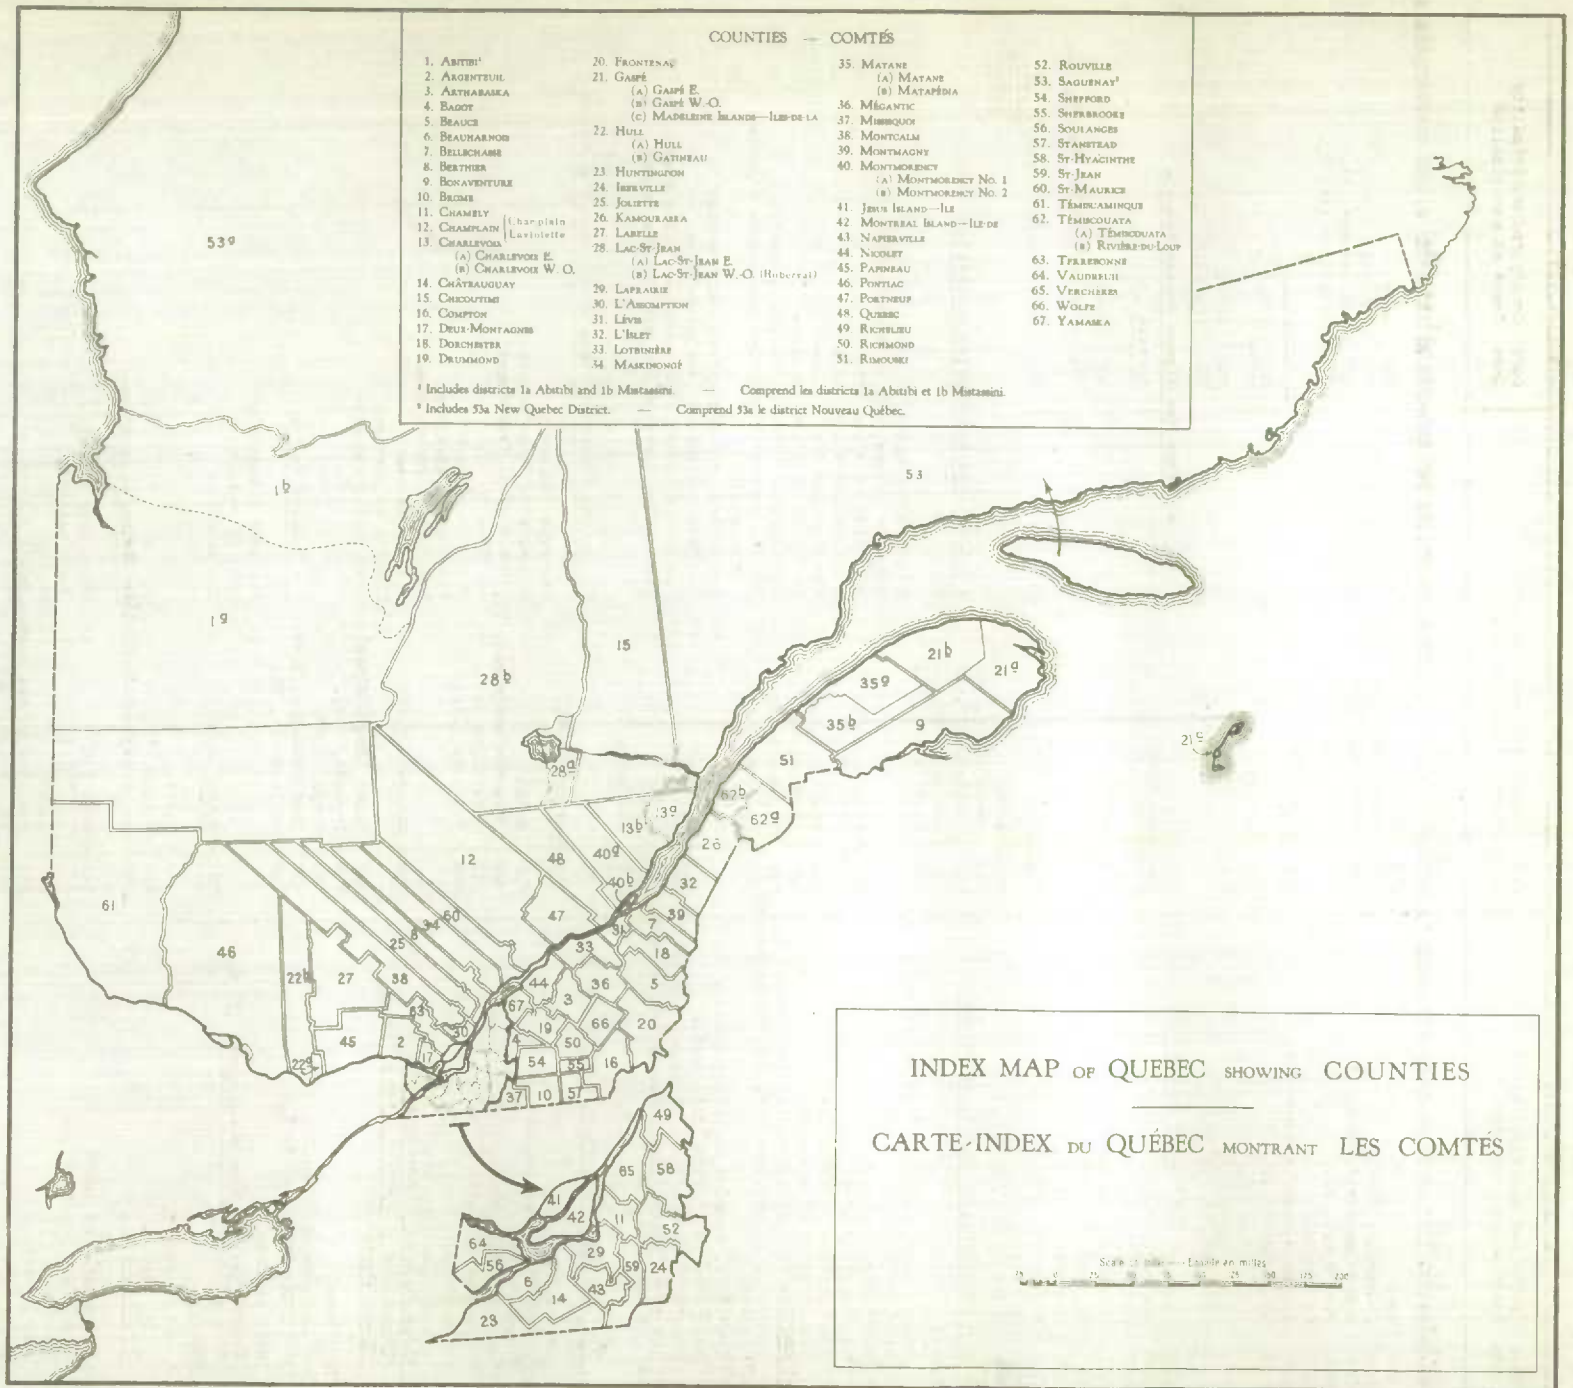 COUNTIES — COMTÉS
1. ABITIBI¹
2. ARGENTEUIL
3. ARTHABASKA
4. BAGOT
5. BEAUCE
6. BEAUHARNOIS
7. BELLECHASSE
8. BERTHIER
9. BONAVENTURE
10. BROME
11. CHAMBLY
12. CHAMPLAIN { Champlain
Laviolette
13. CHARLEVOIX
(A) CHARLEVOIX E.
(B) CHARLEVOIX W. O.
14. CHÂTEAUGUAY
15. CHICOUTIMI
16. COMPTON
17. DEUX-MONTAGNES
18. DORCHESTER
19. DRUMMOND
20. FRONTENAC
21. GASPÉ
(A) GASPÉ E.
(B) GASPÉ W.-O.
(C) MADELEINE ISLANDS—ILES-DE-LA
22. HULL
(A) HULL
(B) GATINEAU
23 HUNTINGDON
24. IBERVILLE
25. JOLIETTE
26. KAMOURASKA
27. LABELLE
28. LAC-ST-JEAN
(A) LAC-ST-JEAN E.
(B) LAC-ST-JEAN W.-O. (Roberval)
29. LAPRAIRIE
30. L'ASSOMPTION
31. LÉVIS
32. L'ISLET
33. LOTBINIÈRE
34. MASKINONGÉ
35. MATANE
(A) MATANE
(B) MATAPÉDIA
36. MÉGANTIC
37. MISSISQUOI
38. MONTCALM
39. MONTMAGNY
40. MONTMORENCY
(A) MONTMORENCY NO. 1
(B) MONTMORENCY NO. 2
41. JESUS ISLAND—ILE
42 MONTREAL ISLAND—ILE-DE
43. NAPIERVILLE
44. NICOLET
45. PAPINEAU
46. PONTIAC
47. PORTNEUF
48. QUEBEC
49. RICHELIEU
50. RICHMOND
51. RIMOUSKI
52. ROUVILLE
53. SAGUENAY²
54. SHEFFORD
55. SHERBROOKE
56. SOULANGES
57. STANSTEAD
58. ST-HYACINTHE
59. ST-JEAN
60. ST-MAURICE
61. TÉMISCAMINQUE
62. TÉMISCOUATA
(A) TÉMISCOUATA
(B) RIVIÈRE-DU-LOUP
63. TERREBONNE
64. VAUDREUIL
65. VERCHERES
66. WOLFE
67. YAMASKA
¹ Includes districts 1a Abitibi and 1b Mistassini. — Comprend les districts 1a Abitibi et 1b Mistassini.
² Includes 53a New Quebec District. — Comprend 53a le district Nouveau Québec.
53a
1b
53
1a
15
28b
21b
21a
35a
35b
9
21c
51
28a
62b
13a
62a
13b
26
12
48
40a
40b
32
61
60
34
47
39
8
7
31
25
46
33
18
22b
27
38
44
36
5
67
3
63
19
66
20
30
4
50
45
2
17
54
55
16
22a
37
10
57
49
65
58
41
42
11
52
64
29
56
59
24
6
43
14
23
INDEX MAP OF QUEBEC SHOWING COUNTIES
CARTE-INDEX DU QUÉBEC MONTRANT LES COMTÉS
Echelle en milles